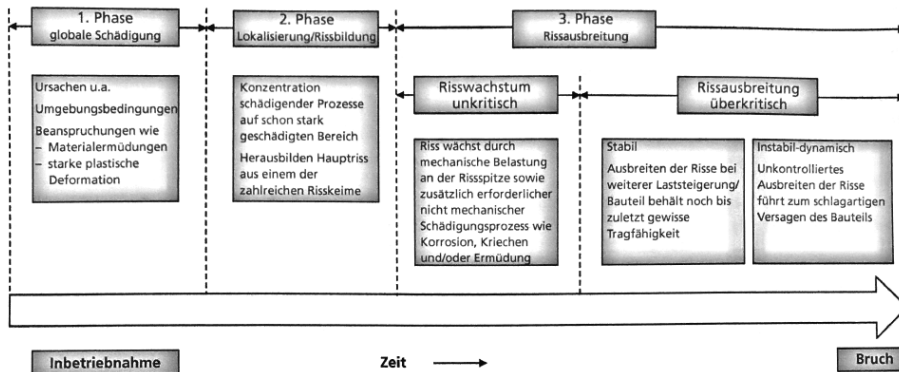 1. Phase
globale Schädigung
2. Phase
Lokalisierung/Rissbildung
3. Phase
Rissausbreitung
Ursachen u.a.
Umgebungsbedingungen
Beanspruchungen wie
– Materialermüdungen
– starke plastische
Deformation
Konzentration
schädigender Prozesse
auf schon stark
geschädigten Bereich
Herausbilden Hauptriss
aus einem der
zahlreichen Risskeime
Risswachstum
unkritisch
Riss wächst durch
mechanische Belastung
an der Rissspitze sowie
zusätzlich erforderlicher
nicht mechanischer
Schädigungsprozess wie
Korrosion, Kriechen
und/oder Ermüdung
Rissausbreitung
überkritisch
Stabil
Ausbreiten der Risse bei
weiterer Laststeigerung/
Bauteil behält noch bis
zuletzt gewisse
Tragfähigkeit
Instabil-dynamisch
Unkontrolliertes
Ausbreiten der Risse
führt zum schlagartigen
Versagen des Bauteils
Inbetriebnahme
Zeit
Bruch